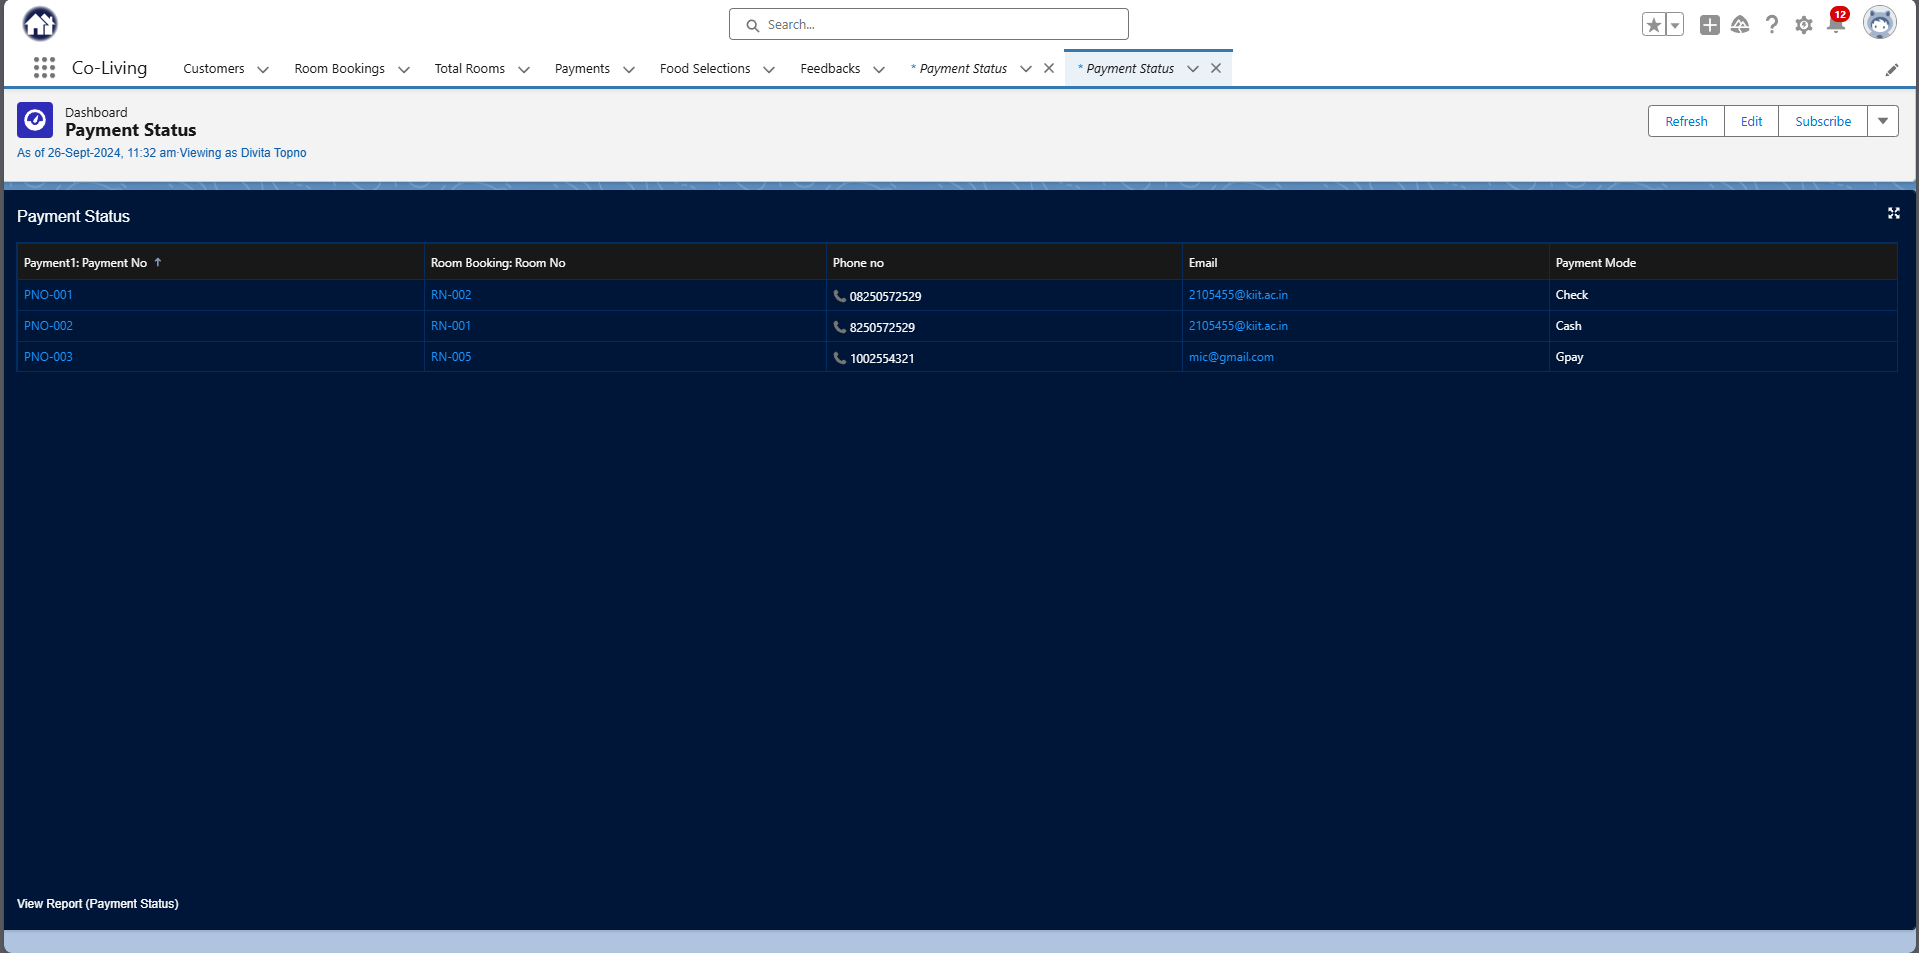 Search...
12
Co-Living Customers Room Bookings Total Rooms Payments Food Selections Feedbacks * Payment Status * Payment Status
Dashboard
Payment Status
As of 26-Sept-2024, 11:32 am·Viewing as Divita Topno
Refresh Edit Subscribe
Payment Status
Payment1: Payment No ↑ Room Booking: Room No Phone no Email Payment Mode
PNO-001 RN-002 08250572529 2105455@kiit.ac.in Check
PNO-002 RN-001 8250572529 2105455@kiit.ac.in Cash
PNO-003 RN-005 1002554321 mic@gmail.com Gpay
View Report (Payment Status)